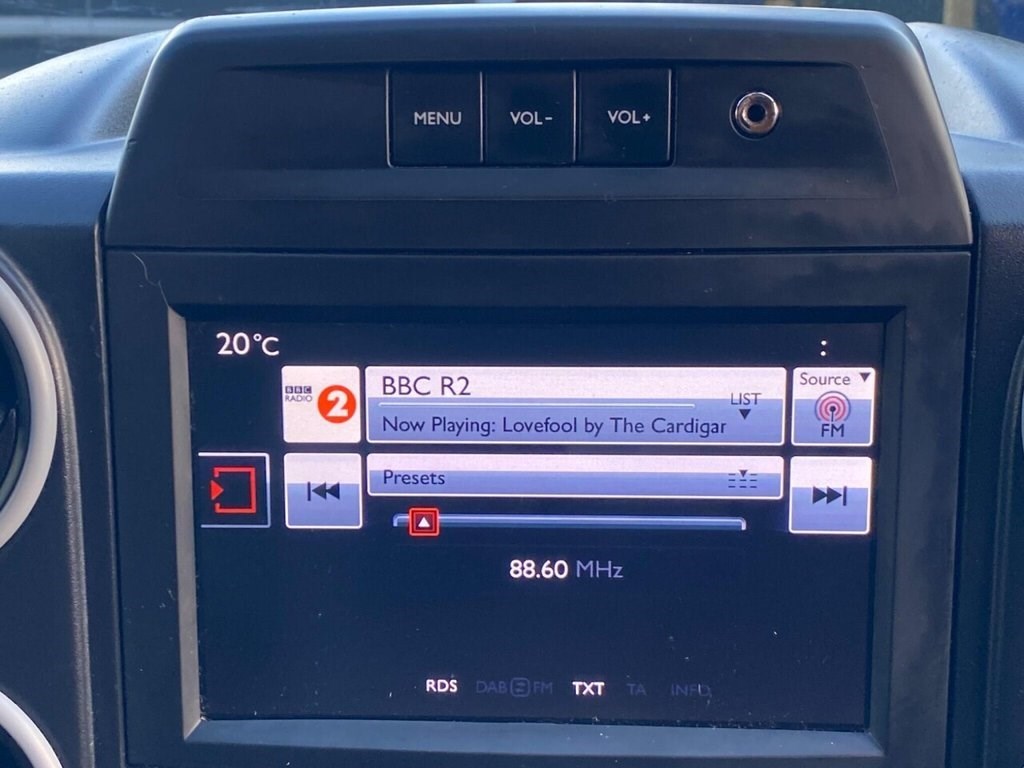 MENU VOL- VOL+
20°C :
BBC RADIO 2
BBC R2
LIST
Source
FM
Now Playing: Lovefool by The Cardigar
Presets
88.60 MHz
RDS DAB FM TXT TA INFO